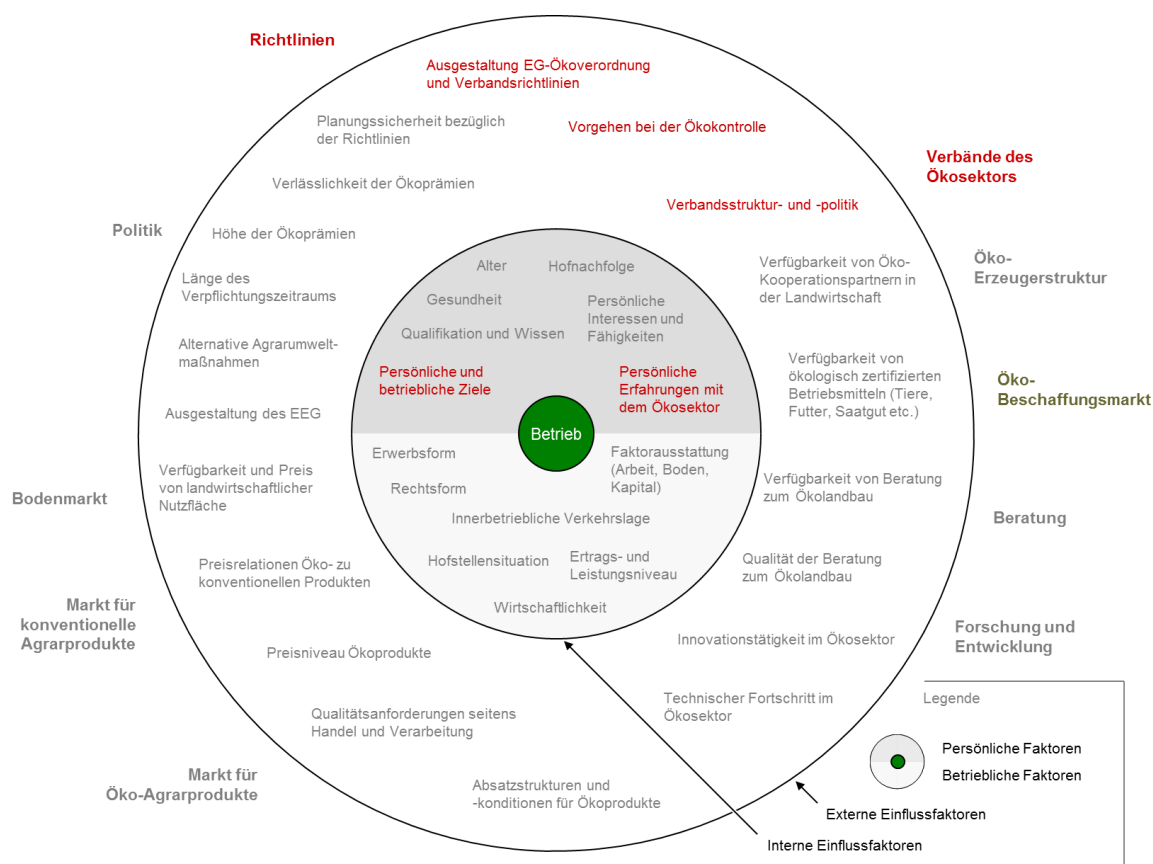 Richtlinien
Ausgestaltung EG-Ökoverordnung
und Verbandsrichtlinien
Planungssicherheit bezüglich
der Richtlinien
Vorgehen bei der Ökokontrolle
Verbände des
Ökosektors
Verlässlichkeit der Ökoprämien
Verbandsstruktur- und -politik
Politik
Höhe der Ökoprämien
Alter
Hofnachfolge
Verfügbarkeit von Öko-
Kooperationspartnern in
der Landwirtschaft
Öko-
Erzeugerstruktur
Länge des
Verpflichtungszeitraums
Gesundheit
Persönliche
Interessen und
Fähigkeiten
Qualifikation und Wissen
Alternative Agrarumwelt-
maßnahmen
Persönliche und
betriebliche Ziele
Persönliche
Erfahrungen mit
dem Ökosektor
Verfügbarkeit von
ökologisch zertifizierten
Betriebsmitteln (Tiere,
Futter, Saatgut etc.)
Öko-
Beschaffungsmarkt
Ausgestaltung des EEG
Betrieb
Erwerbsform
Faktorausstattung
(Arbeit, Boden,
Kapital)
Bodenmarkt
Verfügbarkeit und Preis
von landwirtschaftlicher
Nutzfläche
Rechtsform
Verfügbarkeit von Beratung
zum Ökolandbau
Beratung
Innerbetriebliche Verkehrslage
Preisrelationen Öko- zu
konventionellen Produkten
Hofstellensituation
Ertrags- und
Leistungsniveau
Qualität der Beratung
zum Ökolandbau
Markt für
konventionelle
Agrarprodukte
Wirtschaftlichkeit
Preisniveau Ökoprodukte
Innovationstätigkeit im Ökosektor
Forschung und
Entwicklung
Qualitätsanforderungen seitens
Handel und Verarbeitung
Technischer Fortschritt im
Ökosektor
Markt für
Öko-Agrarprodukte
Absatzstrukturen und
-konditionen für Ökoprodukte
Legende
Persönliche Faktoren
Betriebliche Faktoren
Externe Einflussfaktoren
Interne Einflussfaktoren